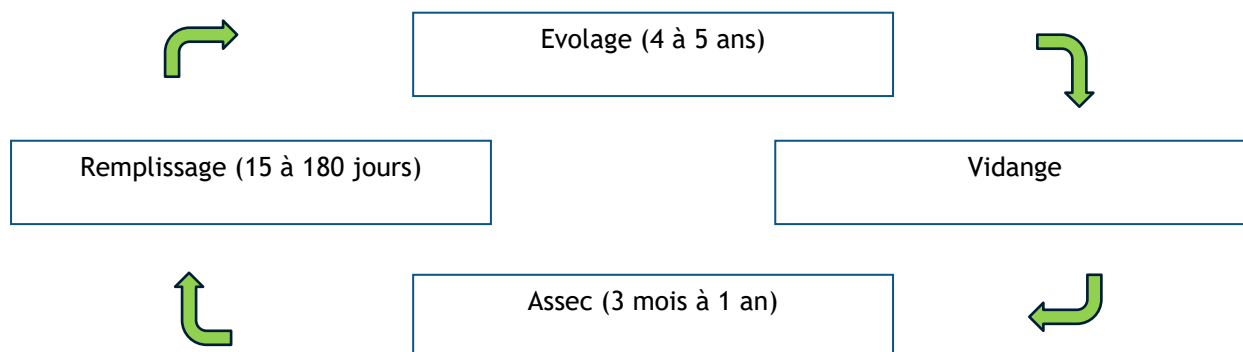 Evolage (4 à 5 ans)
Remplissage (15 à 180 jours)
Vidange
Assec (3 mois à 1 an)